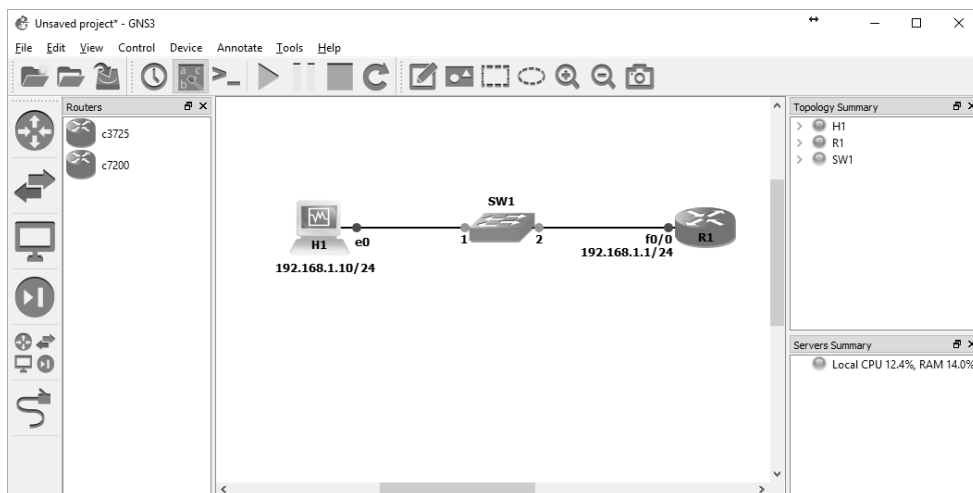 Unsaved project* - GNS3
File Edit View Control Device Annotate Tools Help
Routers
c3725
c7200
SW1
H1
e0
1
2
f0/0
R1
192.168.1.10/24
192.168.1.1/24
Topology Summary
H1
R1
SW1
Servers Summary
Local CPU 12.4%, RAM 14.0%